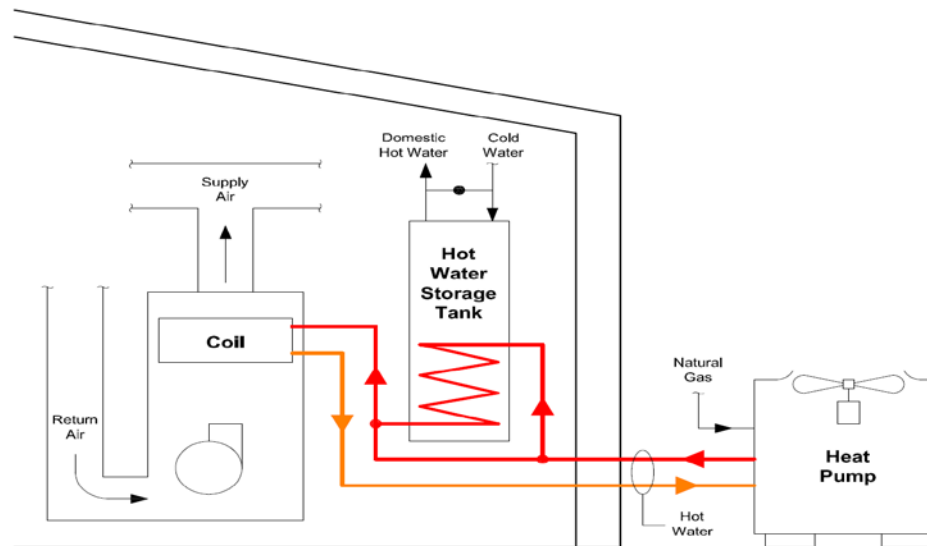 Domestic
Hot Water
Cold
Water
Supply
Air
Hot
Water
Storage
Tank
Coil
Natural
Gas
Return
Air
Heat
Pump
Hot
Water